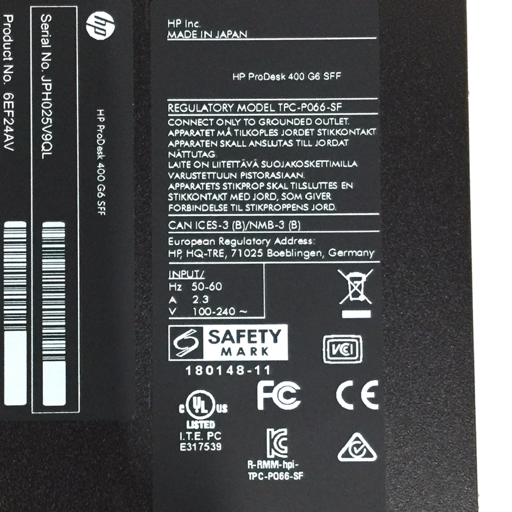 hp
HP ProDesk 400 G6 SFF
Serial No. JPH025V9QL
Product No. 6EF24AV
HP Inc.
MADE IN JAPAN
HP ProDesk 400 G6 SFF
REGULATORY MODEL TPC-P066-SF
CONNECT ONLY TO GROUNDED OUTLET.
APPARATET MÅ TILKOPLES JORDET STIKKONTAKT
APPARATEN SKALL ANSLUTAS TILL JORDAT
NÄTTUTAG.
LAITE ON LIITETTÄVÄ SUOJAKOSKETTIMILLA
VARUSTETTUUN PISTORASIAAN.
APPARATETS STIKPROP SKAL TILSLUTTES EN
STIKKONTAKT MED JORD, SOM GIVER
FORBINDELSE TIL STIKPROPPENS JORD.
CAN ICES-3 (B)/NMB-3 (B)
European Regulatory Address:
HP, HQ-TRE, 71025 Boeblingen, Germany
INPUT/
Hz 50-60
A 2.3
V 100-240 ~
SAFETY
MARK
180148-11
VCI
c UL us
LISTED
I.T.E. PC
E317539
FC
CE
R-RMM-hpi-
TPC-P066-SF